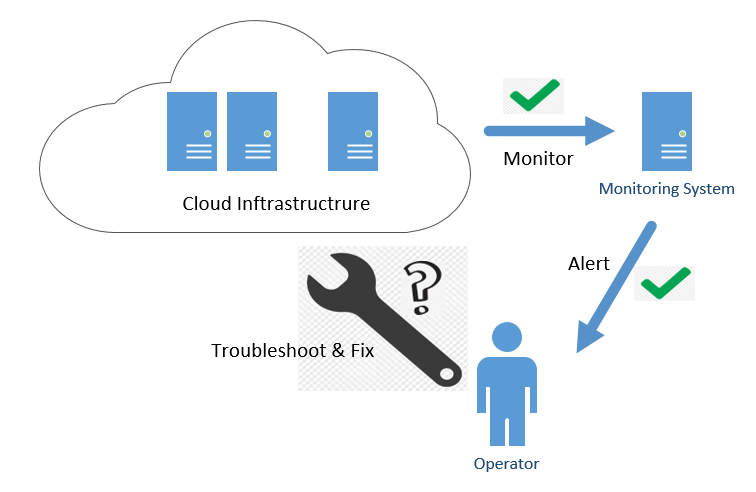 Cloud Inftrastructrure
Monitor
Monitoring System
Alert
Troubleshoot & Fix
?
Operator